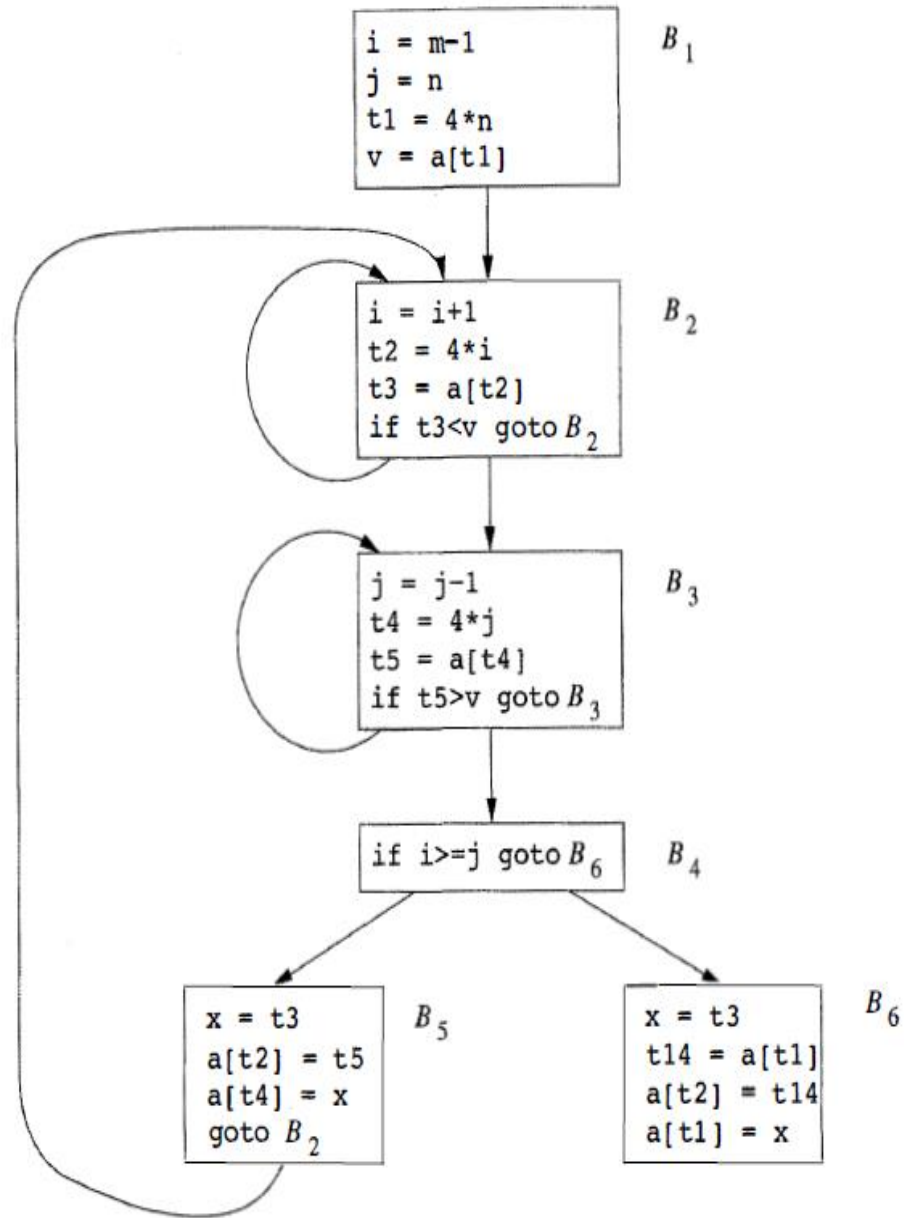 i = m-1
j = n
t1 = 4*n
v = a[t1]
B1
i = i+1
t2 = 4*i
t3 = a[t2]
if t3<v goto B2
B2
j = j-1
t4 = 4*j
t5 = a[t4]
if t5>v goto B3
B3
if i>=j goto B6
B4
x = t3
a[t2] = t5
a[t4] = x
goto B2
B5
x = t3
t14 = a[t1]
a[t2] = t14
a[t1] = x
B6